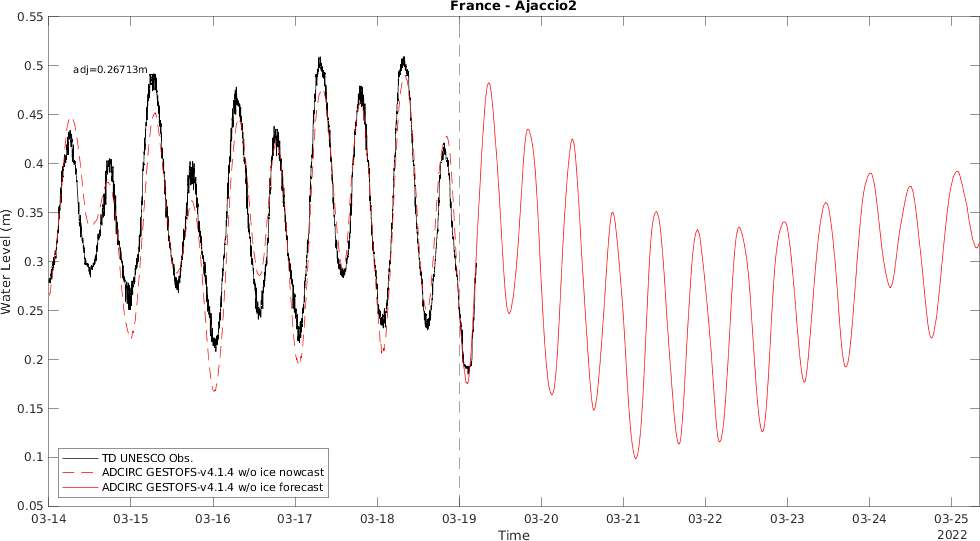 France - Ajaccio2
0.55
0.5
0.45
0.4
0.35
0.3
0.25
0.2
0.15
0.1
0.05
Water Level (m)
adj=0.26713m
TD UNESCO Obs.
ADCIRC GESTOFS-v4.1.4 w/o ice nowcast
ADCIRC GESTOFS-v4.1.4 w/o ice forecast
03-14 03-15 03-16 03-17 03-18 03-19 03-20 03-21 03-22 03-23 03-24 03-25
Time
2022